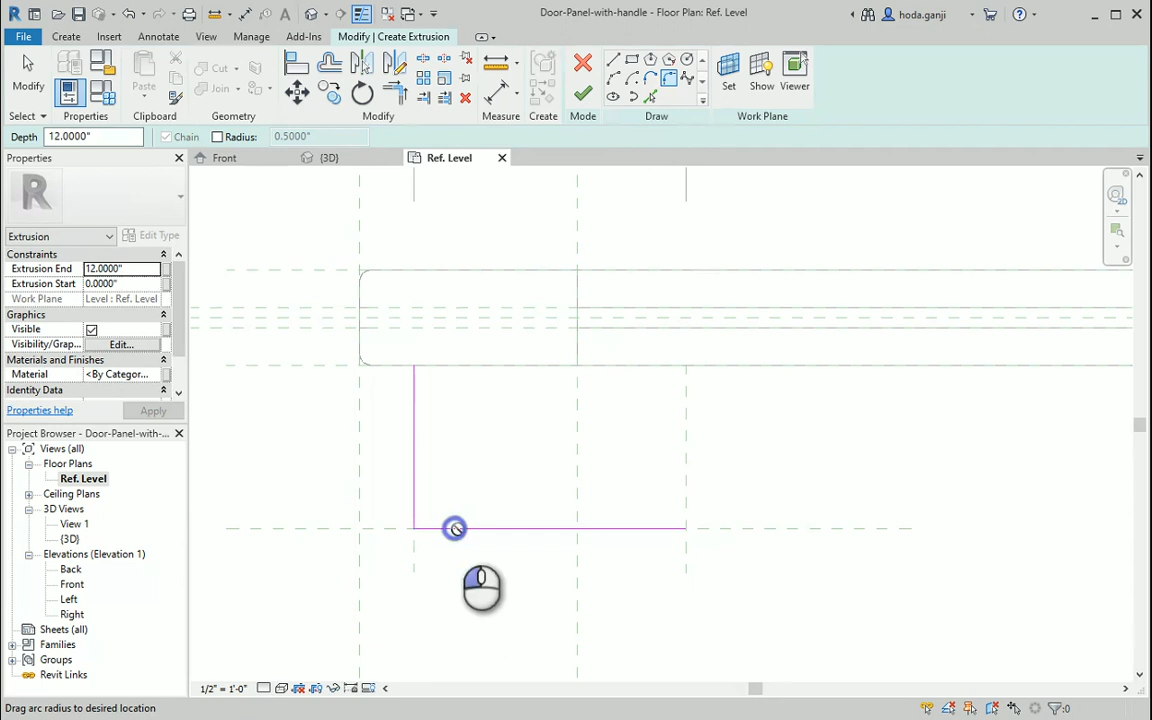 Door-Panel-with-handle - Floor Plan: Ref. Level
hoda.ganji
File Create Insert Annotate View Manage Add-Ins Modify | Create Extrusion
Modify
Paste
Cut
Join
Create
Set Show Viewer
Select Properties Clipboard Geometry Modify Measure Create Mode Draw Work Plane
Depth 12.0000" Chain Radius: 0.5000"
Properties
Front {3D} Ref. Level
Extrusion Edit Type
Constraints
Extrusion End 12.0000"
Extrusion Start 0.0000"
Work Plane Level : Ref. Level
Graphics
Visible
Visibility/Grap... Edit...
Materials and Finishes
Material <By Categor...
Identity Data
Properties help Apply
Project Browser - Door-Panel-with-...
Views (all)
Floor Plans
Ref. Level
Ceiling Plans
3D Views
View 1
{3D}
Elevations (Elevation 1)
Back
Front
Left
Right
Sheets (all)
Families
Groups
Revit Links
2D
1/2" = 1'-0"
Drag arc radius to desired location
:0